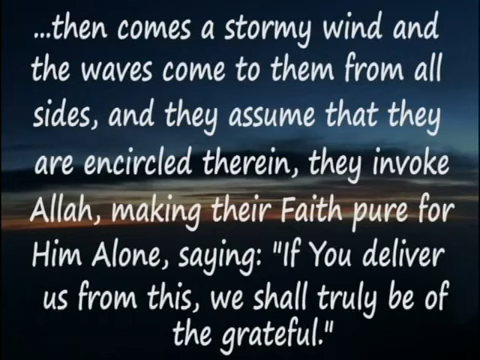 ...then comes a stormy wind and
the waves come to them from all
sides, and they assume that they
are encircled therein, they invoke
Allah, making their Faith pure for
Him Alone, saying: "If You deliver
us from this, we shall truly be of
the grateful."